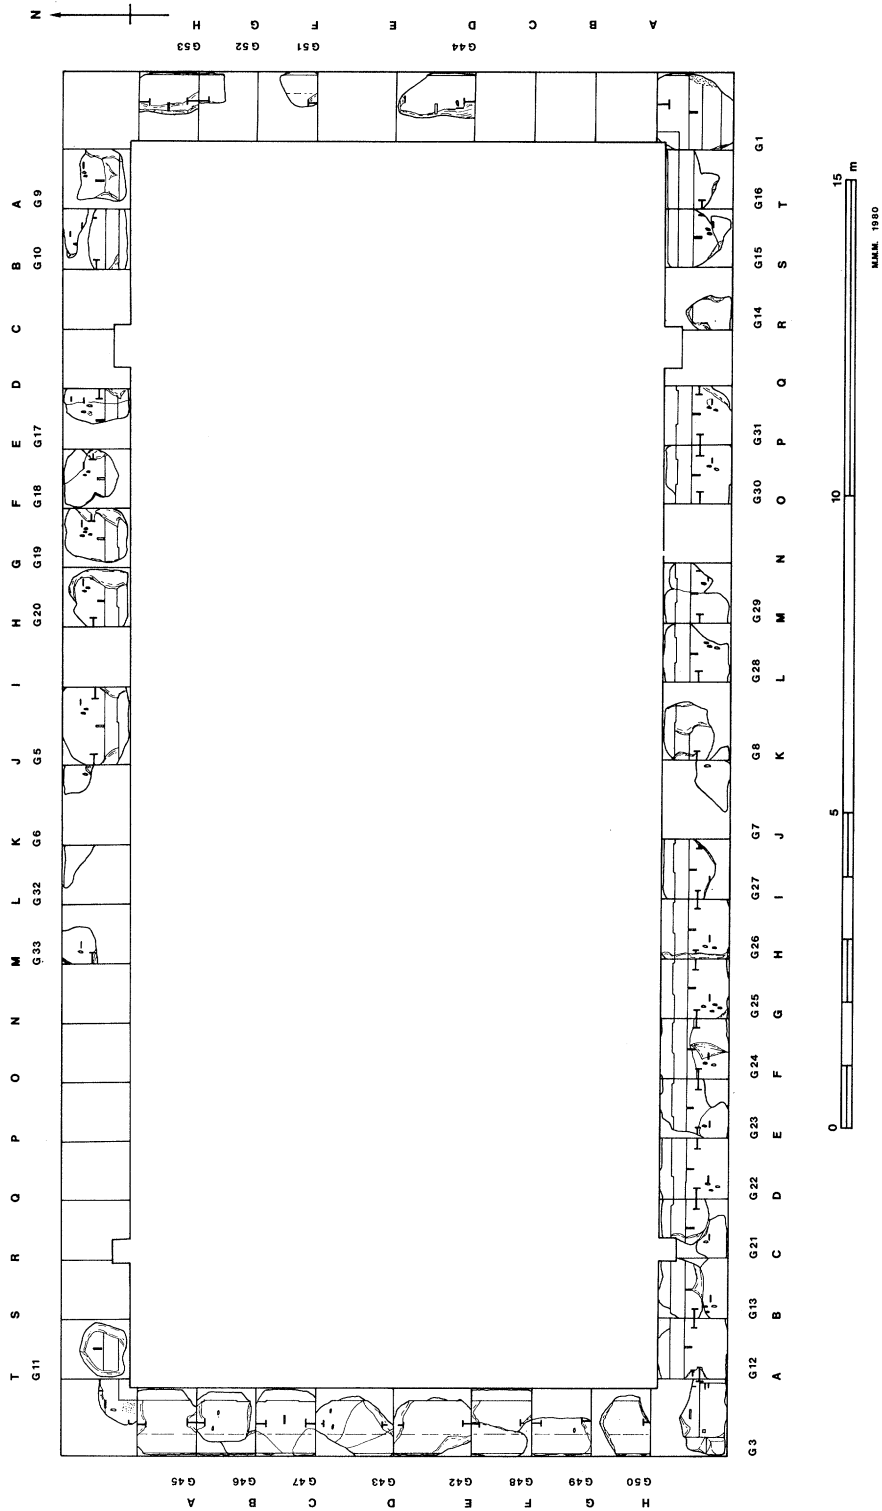 N
H G F E D C B A
G53 G52 G51 G44
A G9
B G10
C
D
E G17
F G18
G G19
H G20
I
J G5
K G6
L G32
M G33
N
O
P
Q
R
S
T G11
G1
G16 T
G15 S
G14 R
Q
G31 P
G30 O
N
G29 M
G28 L
G8 K
G7 J
G27 I
G26 H
G25 G
G24 F
G23 E
G22 D
G21 C
G13 B
G12 A
G3
G45 G46 G47 G43 G42 G48 G49 G50
A B C D E F G H
0 5 10 15 m
M.M.M. 1980